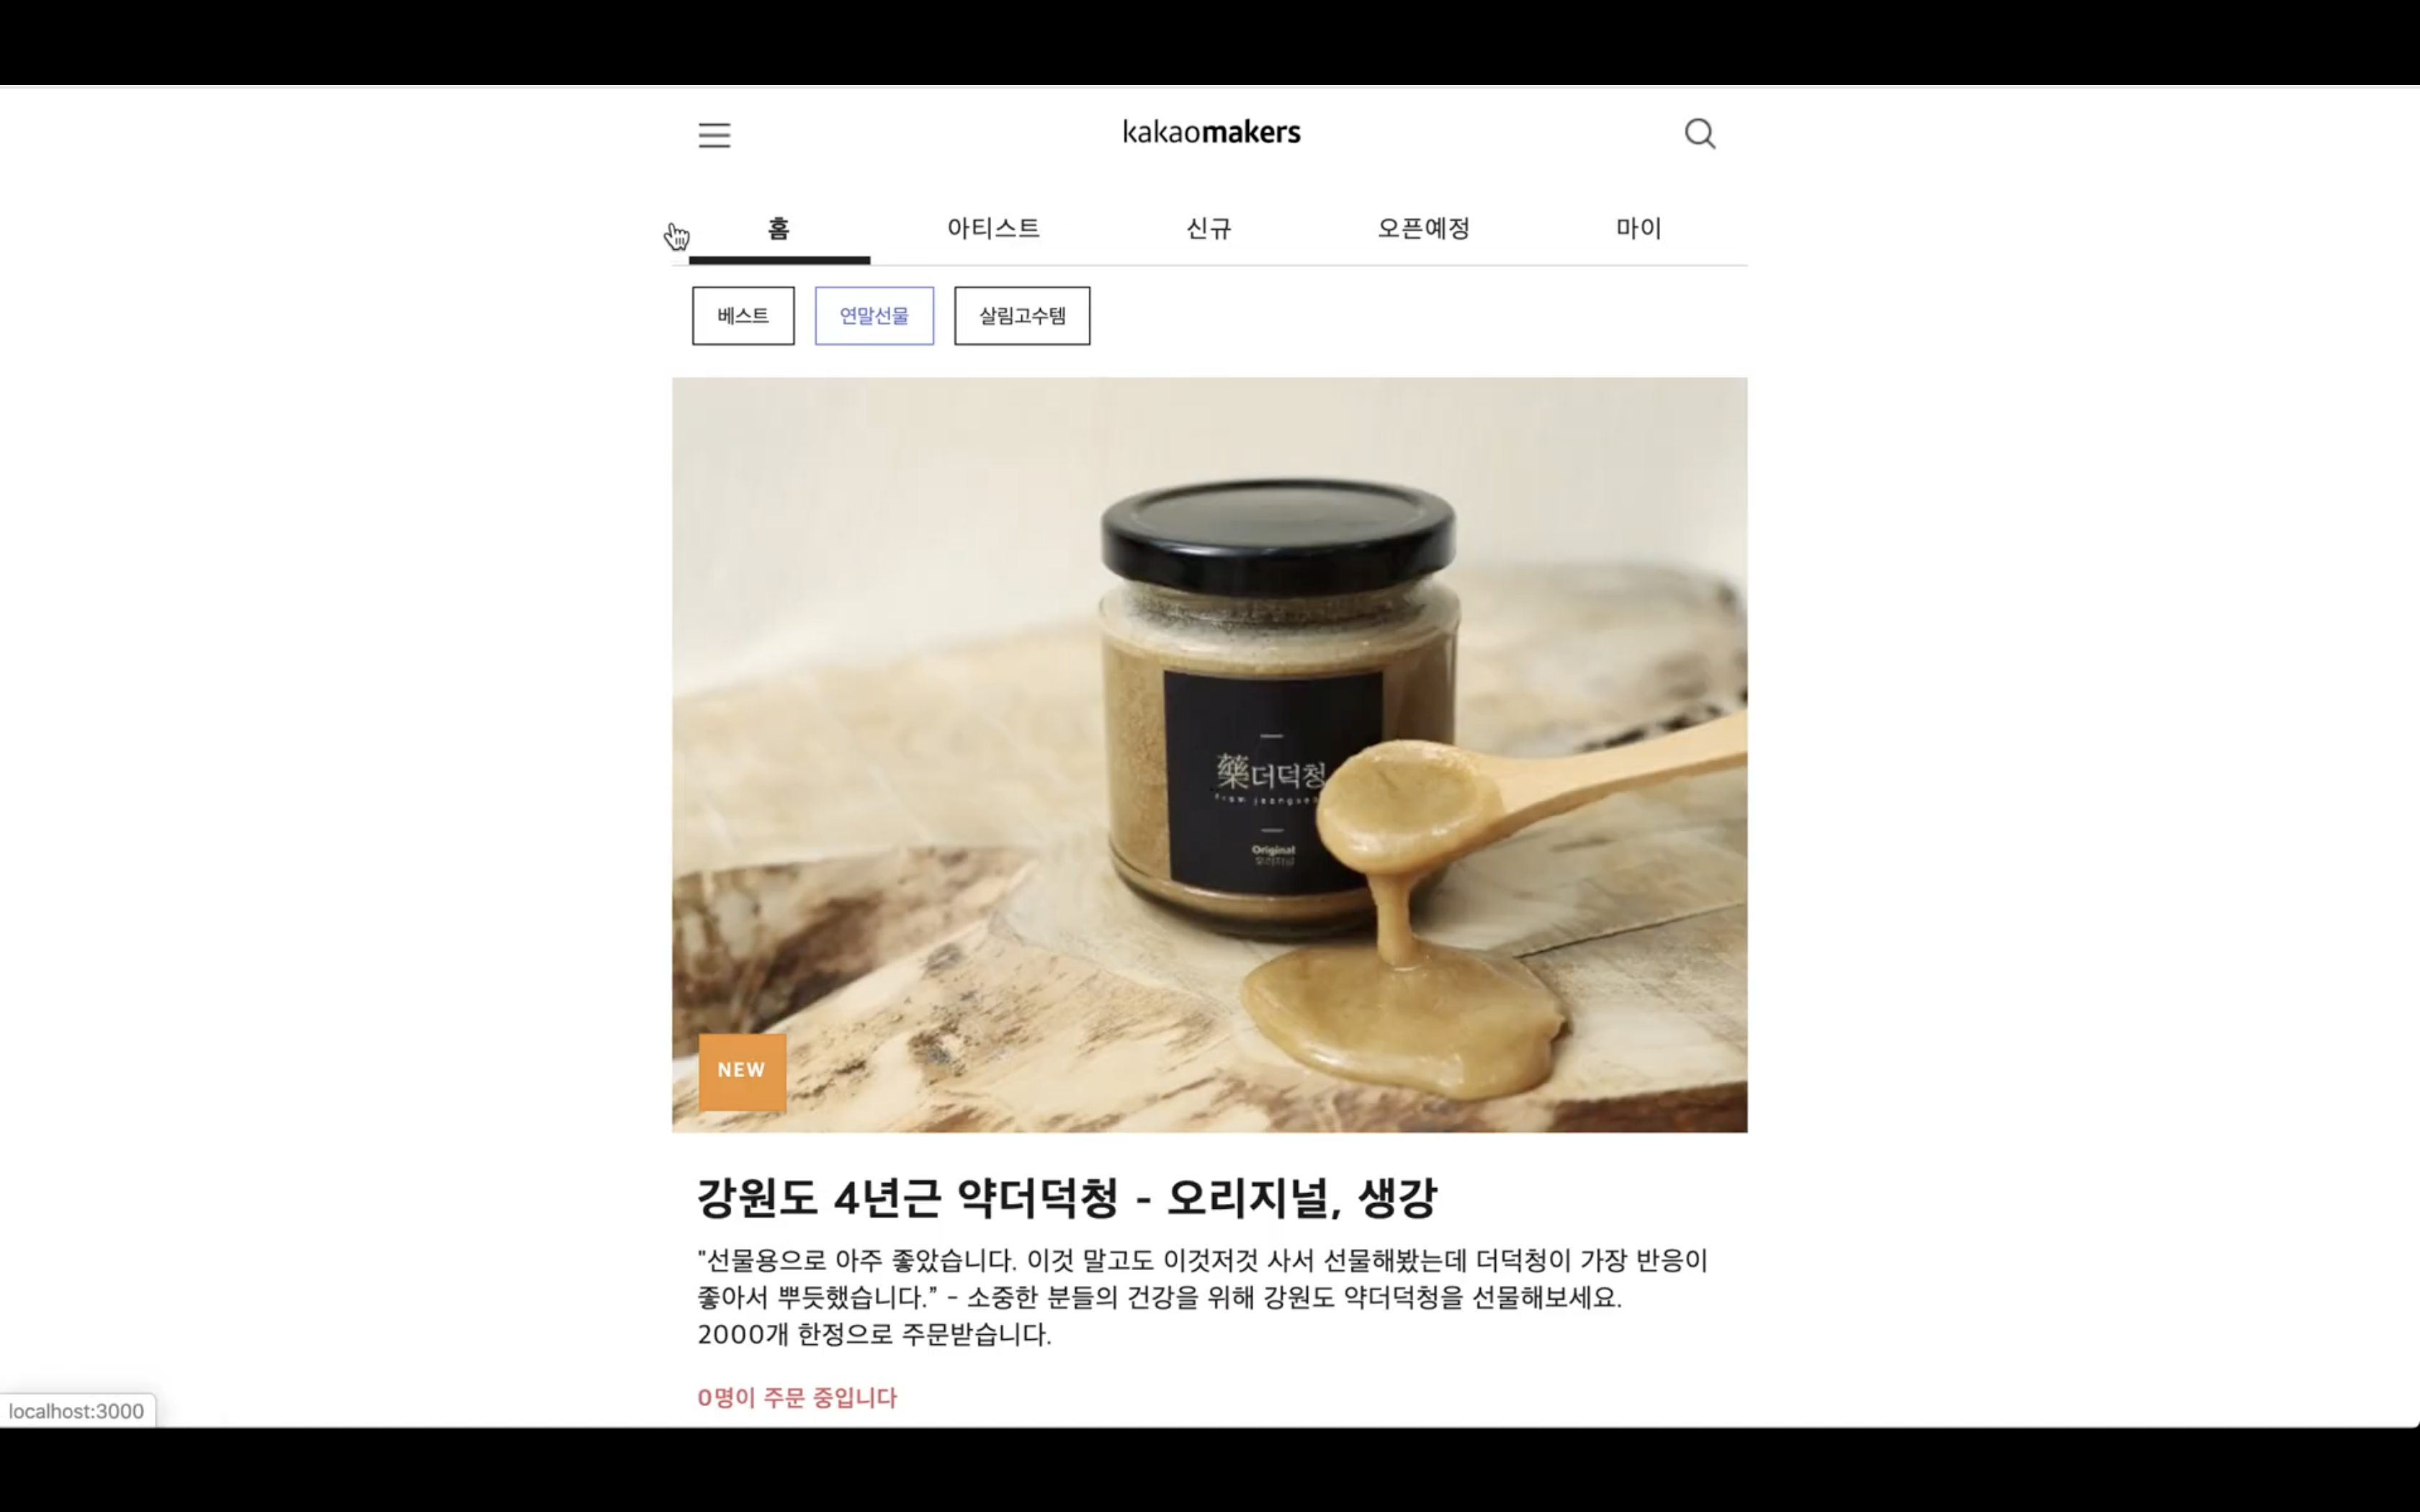 kakaomakers
홈 아티스트 신규 오픈예정 마이
베스트 연말선물 살림고수템
藥더덕청
Original
오리지널
NEW
강원도 4년근 약더덕청 - 오리지널, 생강
"선물용으로 아주 좋았습니다. 이것 말고도 이것저것 사서 선물해봤는데 더덕청이 가장 반응이
좋아서 뿌듯했습니다.” - 소중한 분들의 건강을 위해 강원도 약더덕청을 선물해보세요.
2000개 한정으로 주문받습니다.
0명이 주문 중입니다
localhost:3000